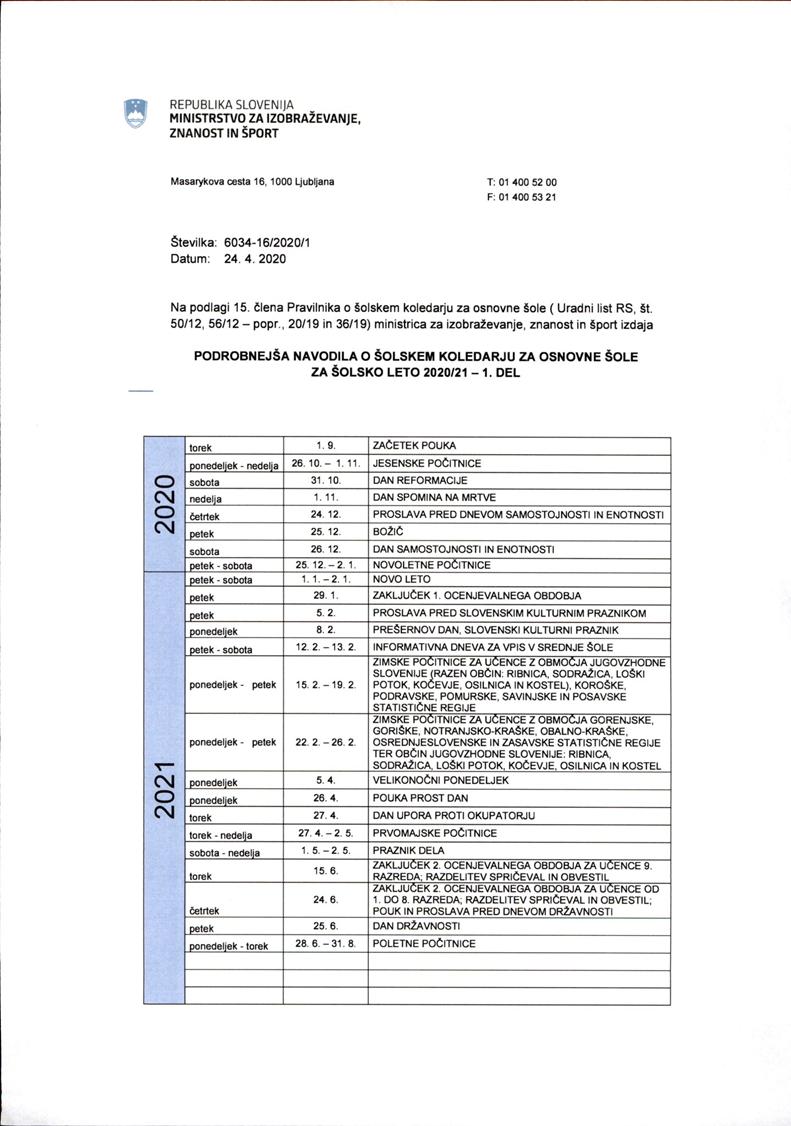 REPUBLIKA SLOVENIJA
MINISTRSTVO ZA IZOBRAŽEVANJE,
ZNANOST IN ŠPORT
Masarykova cesta 16, 1000 Ljubljana
T: 01 400 52 00
F: 01 400 53 21
Številka: 6034-16/2020/1
Datum: 24. 4. 2020
Na podlagi 15. člena Pravilnika o šolskem koledarju za osnovne šole ( Uradni list RS, št.
50/12, 56/12 – popr., 20/19 in 36/19) ministrica za izobraževanje, znanost in šport izdaja
PODROBNEJŠA NAVODILA O ŠOLSKEM KOLEDARJU ZA OSNOVNE ŠOLE
ZA ŠOLSKO LETO 2020/21 – 1. DEL
2020
torek 1. 9. ZAČETEK POUKA
ponedeljek - nedelja 26. 10. – 1. 11. JESENSKE POČITNICE
sobota 31. 10. DAN REFORMACIJE
nedelja 1. 11. DAN SPOMINA NA MRTVE
četrtek 24. 12. PROSLAVA PRED DNEVOM SAMOSTOJNOSTI IN ENOTNOSTI
petek 25. 12. BOŽIČ
sobota 26. 12. DAN SAMOSTOJNOSTI IN ENOTNOSTI
petek - sobota 25. 12. – 2. 1. NOVOLETNE POČITNICE
2021
petek - sobota 1. 1. – 2. 1. NOVO LETO
petek 29. 1. ZAKLJUČEK 1. OCENJEVALNEGA OBDOBJA
petek 5. 2. PROSLAVA PRED SLOVENSKIM KULTURNIM PRAZNIKOM
ponedeljek 8. 2. PREŠERNOV DAN, SLOVENSKI KULTURNI PRAZNIK
petek - sobota 12. 2. – 13. 2. INFORMATIVNA DNEVA ZA VPIS V SREDNJE ŠOLE
ponedeljek - petek 15. 2. – 19. 2. ZIMSKE POČITNICE ZA UČENCE Z OBMOČJA JUGOVZHODNE
SLOVENIJE (RAZEN OBČIN: RIBNICA, SODRAŽICA, LOŠKI
POTOK, KOČEVJE, OSILNICA IN KOSTEL), KOROŠKE,
PODRAVSKE, POMURSKE, SAVINJSKE IN POSAVSKE
STATISTIČNE REGIJE
ponedeljek - petek 22. 2. – 26. 2. ZIMSKE POČITNICE ZA UČENCE Z OBMOČJA GORENJSKE,
GORIŠKE, NOTRANJSKO-KRAŠKE, OBALNO-KRAŠKE,
OSREDNJESLOVENSKE IN ZASAVSKE STATISTIČNE REGIJE
TER OBČIN JUGOVZHODNE SLOVENIJE: RIBNICA,
SODRAŽICA, LOŠKI POTOK, KOČEVJE, OSILNICA IN KOSTEL
ponedeljek 5. 4. VELIKONOČNI PONEDELJEK
ponedeljek 26. 4. POUKA PROST DAN
torek 27. 4. DAN UPORA PROTI OKUPATORJU
torek - nedelja 27. 4. – 2. 5. PRVOMAJSKE POČITNICE
sobota - nedelja 1. 5. – 2. 5. PRAZNIK DELA
torek 15. 6. ZAKLJUČEK 2. OCENJEVALNEGA OBDOBJA ZA UČENCE 9.
RAZREDA; RAZDELITEV SPRIČEVAL IN OBVESTIL
četrtek 24. 6. ZAKLJUČEK 2. OCENJEVALNEGA OBDOBJA ZA UČENCE OD
1. DO 8. RAZREDA; RAZDELITEV SPRIČEVAL IN OBVESTIL;
POUK IN PROSLAVA PRED DNEVOM DRŽAVNOSTI
petek 25. 6. DAN DRŽAVNOSTI
ponedeljek - torek 28. 6. – 31. 8. POLETNE POČITNICE